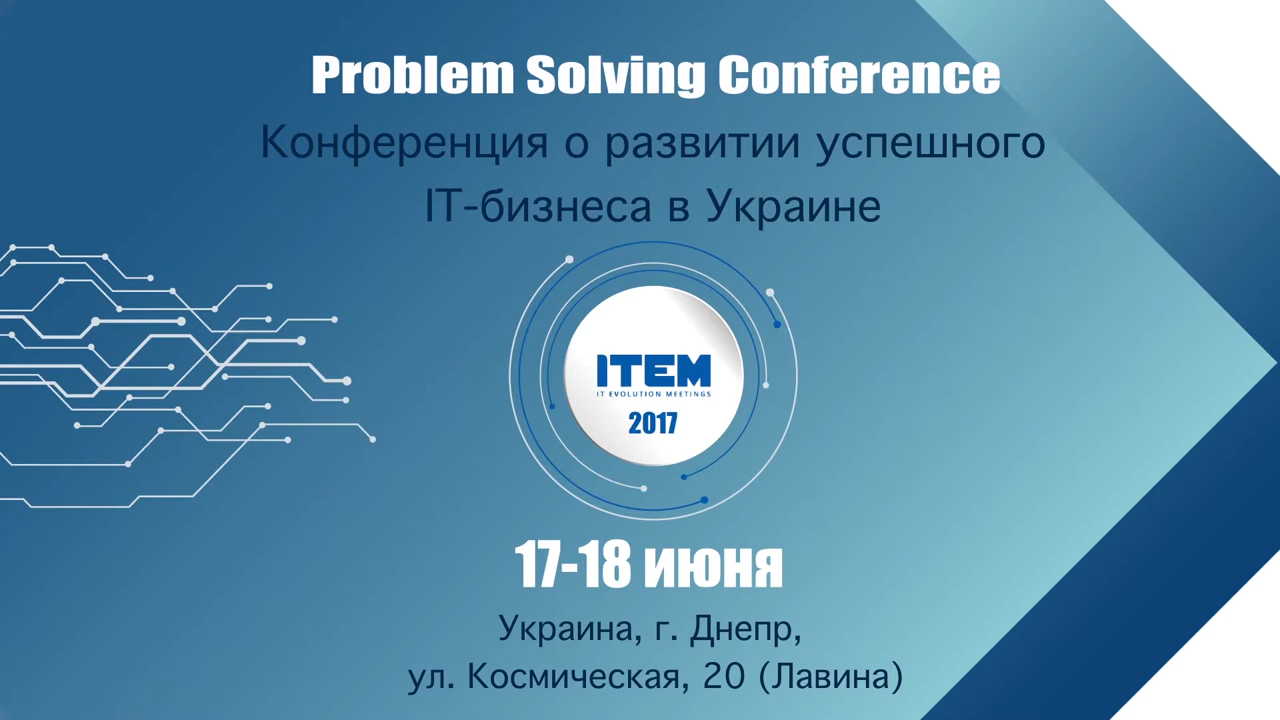 Problem Solving Conference
Конференция о развитии успешного
IT-бизнеса в Украине
ITEM
IT EVOLUTION MEETINGS
2017
17-18 июня
Украина, г. Днепр,
ул. Космическая, 20 (Лавина)